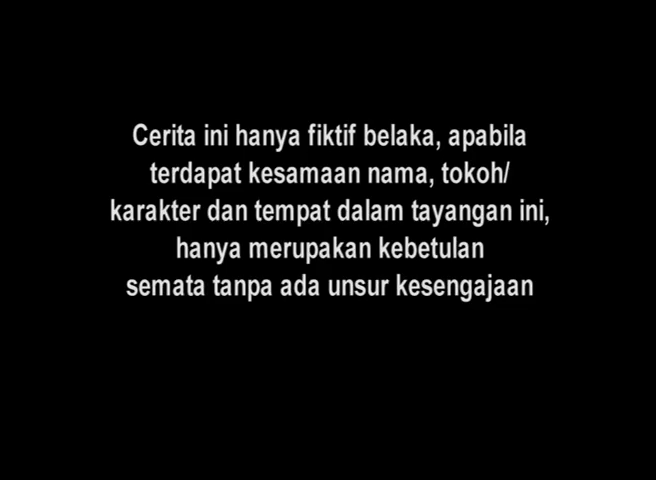 Cerita ini hanya fiktif belaka, apabila
terdapat kesamaan nama, tokoh/
karakter dan tempat dalam tayangan ini,
hanya merupakan kebetulan
semata tanpa ada unsur kesengajaan